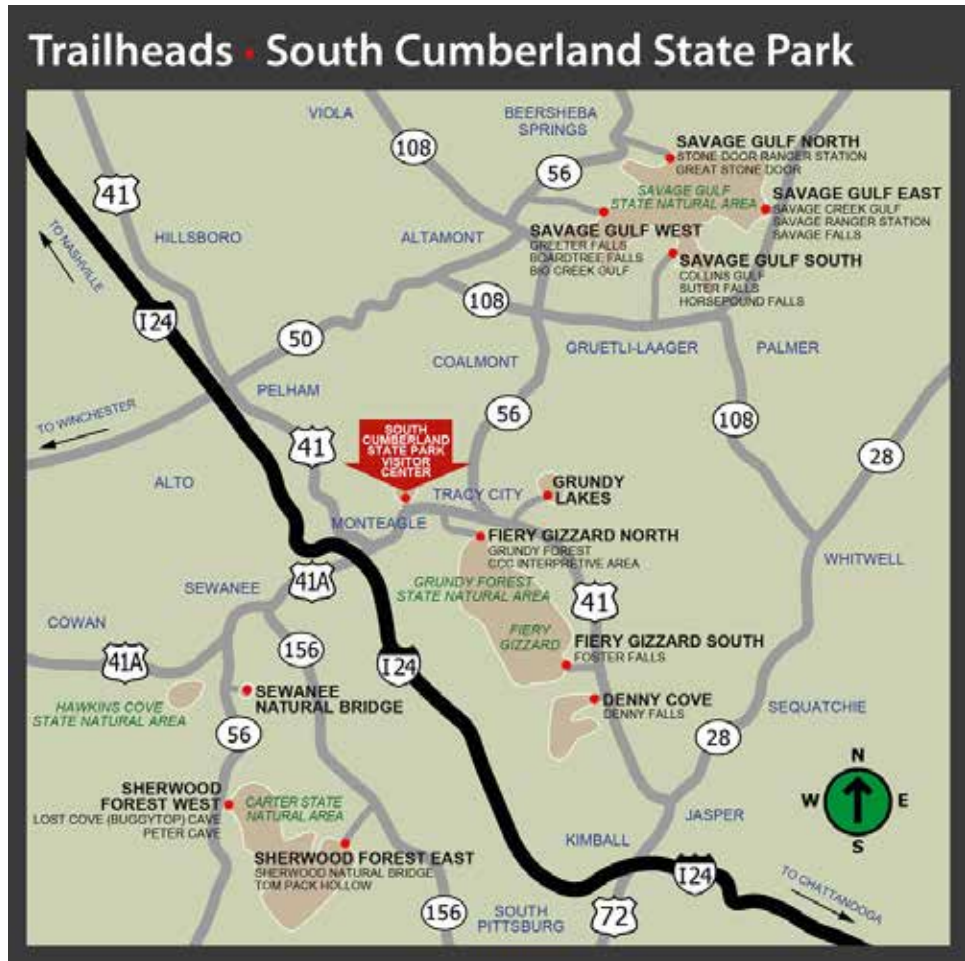 Trailheads • South Cumberland State Park
VIOLA
BEERSHEBA
SPRINGS
108
41
56
SAVAGE GULF NORTH
STONE DOOR RANGER STATION
GREAT STONE DOOR
SAVAGE GULF
STATE NATURAL AREA
SAVAGE GULF EAST
SAVAGE CREEK GULF
SAVAGE RANGER STATION
SAVAGE FALLS
TO NASHVILLE
HILLSBORO
ALTAMONT
SAVAGE GULF WEST
GREETER FALLS
BOARDTREE FALLS
BIG CREEK GULF
SAVAGE GULF SOUTH
COLLINS GULF
SUTER FALLS
HORSEPOUND FALLS
I24
108
50
COALMONT
GRUETLI-LAAGER
PALMER
PELHAM
TO WINCHESTER
56
108
41
28
SOUTH
CUMBERLAND
STATE PARK
VISITOR
CENTER
ALTO
TRACY CITY
GRUNDY
LAKES
MONTEAGLE
FIERY GIZZARD NORTH
GRUNDY FOREST
CCC INTERPRETIVE AREA
WHITWELL
SEWANEE
41A
GRUNDY FOREST
STATE NATURAL AREA
41
COWAN
FIERY
GIZZARD
FIERY GIZZARD SOUTH
FOSTER FALLS
156
41A
I24
SEWANEE
NATURAL BRIDGE
HAWKINS COVE
STATE NATURAL AREA
DENNY COVE
DENNY FALLS
SEQUATCHIE
56
28
N
W
E
S
SHERWOOD
FOREST WEST
LOST COVE (BUGGYTOP) CAVE
PETER CAVE
CARTER STATE
NATURAL AREA
JASPER
KIMBALL
SHERWOOD FOREST EAST
SHERWOOD NATURAL BRIDGE
TOM PACK HOLLOW
I24
TO CHATTANOOGA
156
SOUTH
PITTSBURG
72